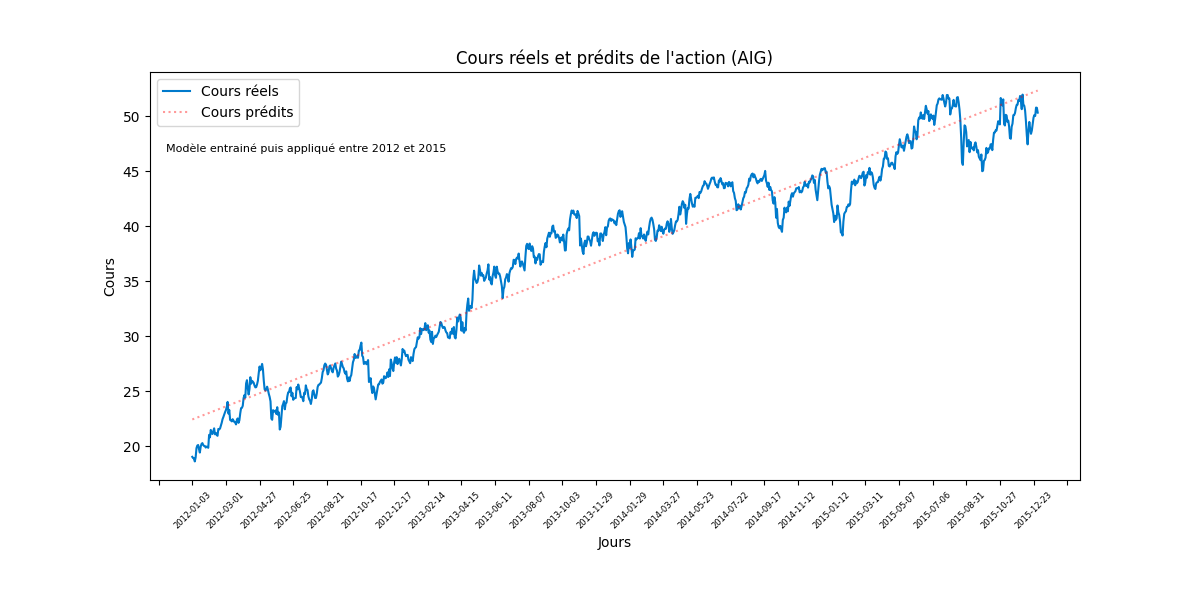 Cours réels et prédits de l'action (AIG)
Cours réels
Cours prédits
Modèle entrainé puis appliqué entre 2012 et 2015
Cours
50
45
40
35
30
25
20
2012-01-03 2012-03-01 2012-04-27 2012-06-25 2012-08-21 2012-10-17 2012-12-17 2013-02-14 2013-04-15 2013-06-11 2013-08-07 2013-10-03 2013-11-29 2014-01-29 2014-03-27 2014-05-23 2014-07-22 2014-09-17 2014-11-12 2015-01-12 2015-03-11 2015-05-07 2015-07-06 2015-08-31 2015-10-27 2015-12-23
Jours